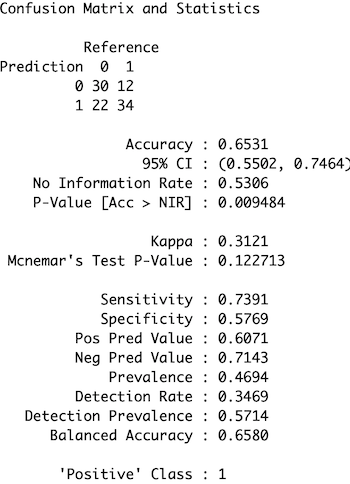 Confusion Matrix and Statistics
Reference
Prediction 0 1
0 30 12
1 22 34
Accuracy : 0.6531
95% CI : (0.5502, 0.7464)
No Information Rate : 0.5306
P-Value [Acc > NIR] : 0.009484
Kappa : 0.3121
Mcnemar's Test P-Value : 0.122713
Sensitivity : 0.7391
Specificity : 0.5769
Pos Pred Value : 0.6071
Neg Pred Value : 0.7143
Prevalence : 0.4694
Detection Rate : 0.3469
Detection Prevalence : 0.5714
Balanced Accuracy : 0.6580
'Positive' Class : 1